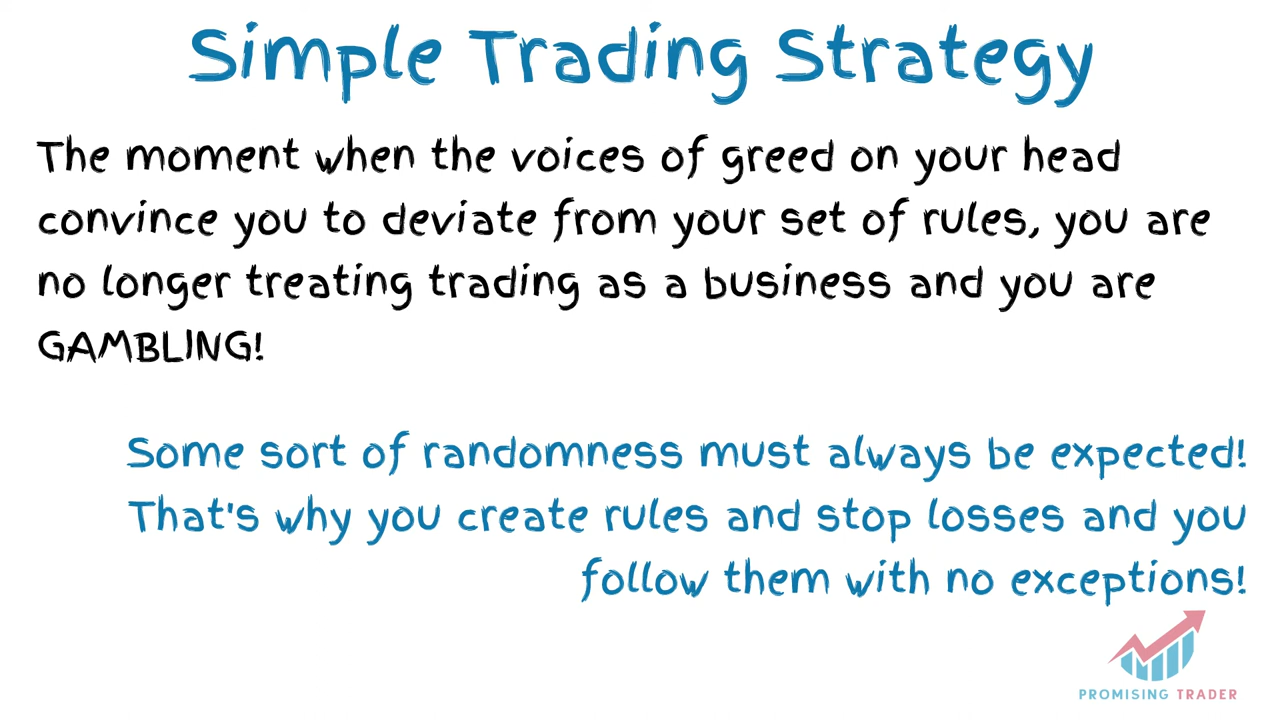 Simple Trading Strategy
The moment when the voices of greed on your head
convince you to deviate from your set of rules, you are
no longer treating trading as a business and you are
GAMBLING!
Some sort of randomness must always be expected!
That's why you create rules and stop losses and you
follow them with no exceptions!
PROMISING TRADER